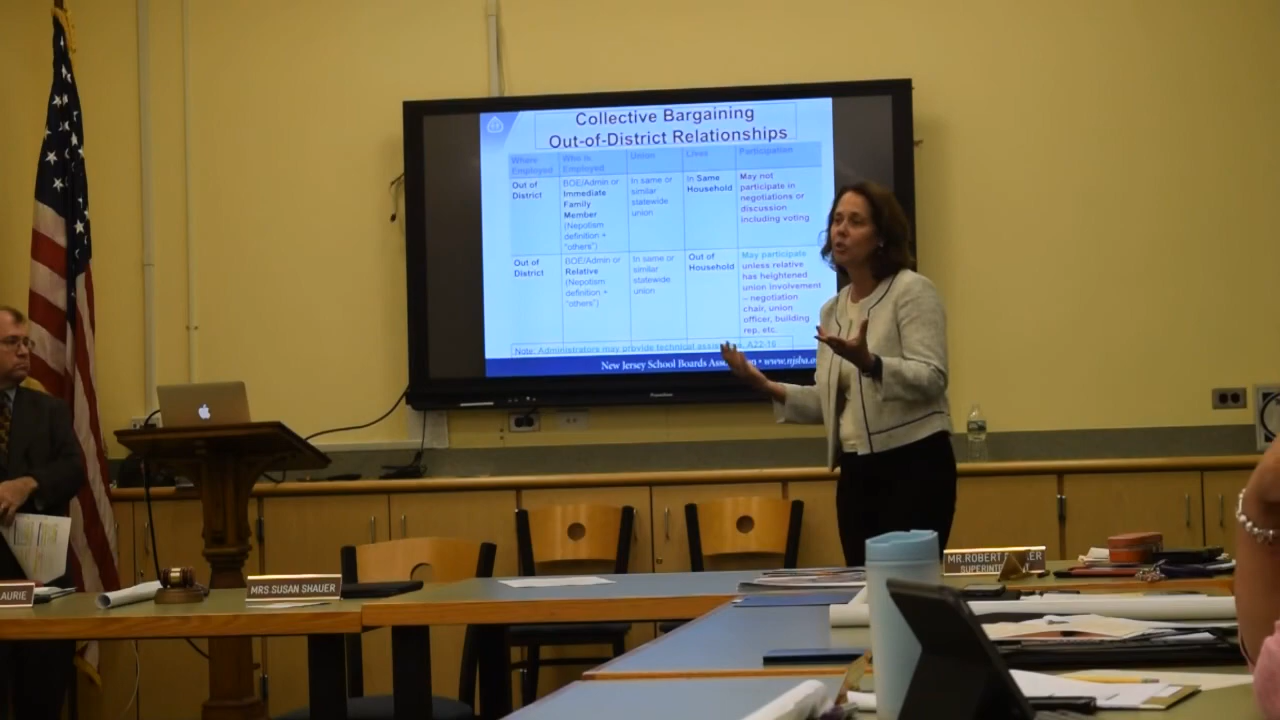 Collective Bargaining
Out-of-District Relationships
Where Employed
Who is Employed
Union
Lives
Participation
Out of
District
BOE/Admin or
Immediate
Family
Member
(Nepotism
definition +
"others")
In same or
similar
statewide
union
In Same
Household
May not
participate in
negotiations or
discussion
including voting
Out of
District
BOE/Admin or
Relative
(Nepotism
definition +
"others")
In same or
similar
statewide
union
Out of
Household
May participate
unless relative
has heightened
union involvement
– negotiation
chair, union
officer, building
rep, etc.
Note: Administrators may provide technical A22-16
New Jersey School Boards • www.njsba
LAURIE
MRS SUSAN SHAUER
MR. ROBERT